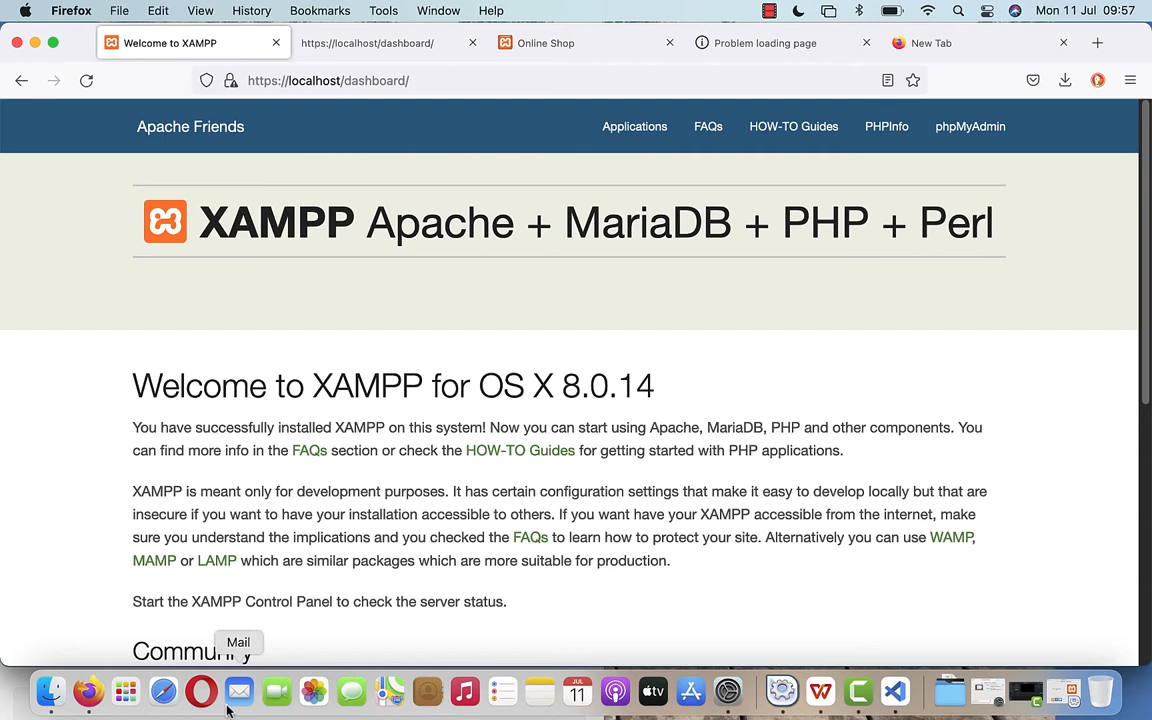 Firefox File Edit View History Bookmarks Tools Window Help Mon 11 Jul 09:57
Welcome to XAMPP https://localhost/dashboard/ Online Shop Problem loading page New Tab
https://localhost/dashboard/
Apache Friends Applications FAQs HOW-TO Guides PHPInfo phpMyAdmin
XAMPP Apache + MariaDB + PHP + Perl
Welcome to XAMPP for OS X 8.0.14
You have successfully installed XAMPP on this system! Now you can start using Apache, MariaDB, PHP and other components. You
can find more info in the FAQs section or check the HOW-TO Guides for getting started with PHP applications.
XAMPP is meant only for development purposes. It has certain configuration settings that make it easy to develop locally but that are
insecure if you want to have your installation accessible to others. If you want have your XAMPP accessible from the internet, make
sure you understand the implications and you checked the FAQs to learn how to protect your site. Alternatively you can use WAMP,
MAMP or LAMP which are similar packages which are more suitable for production.
Start the XAMPP Control Panel to check the server status.
Community
Mail
JUL
11
tv